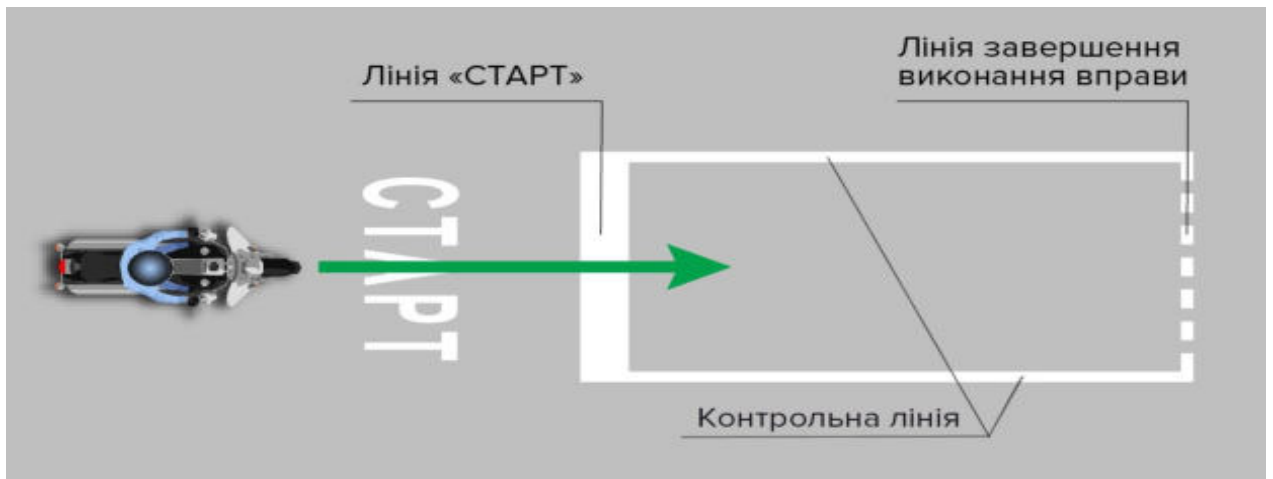 Лінія «СТАРТ»
Лінія завершення
виконання вправи
СТАРТ
Контрольна лінія